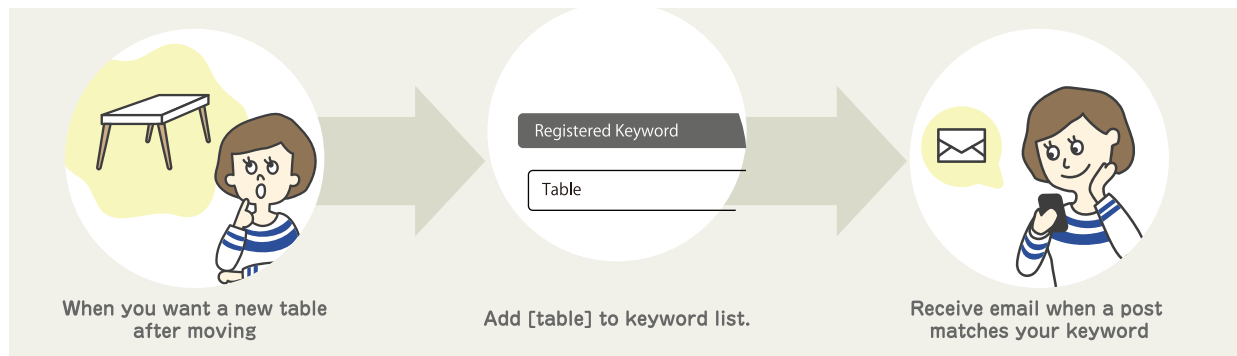 Registered Keyword
Table
When you want a new table
after moving
Add [table] to keyword list.
Receive email when a post
matches your keyword